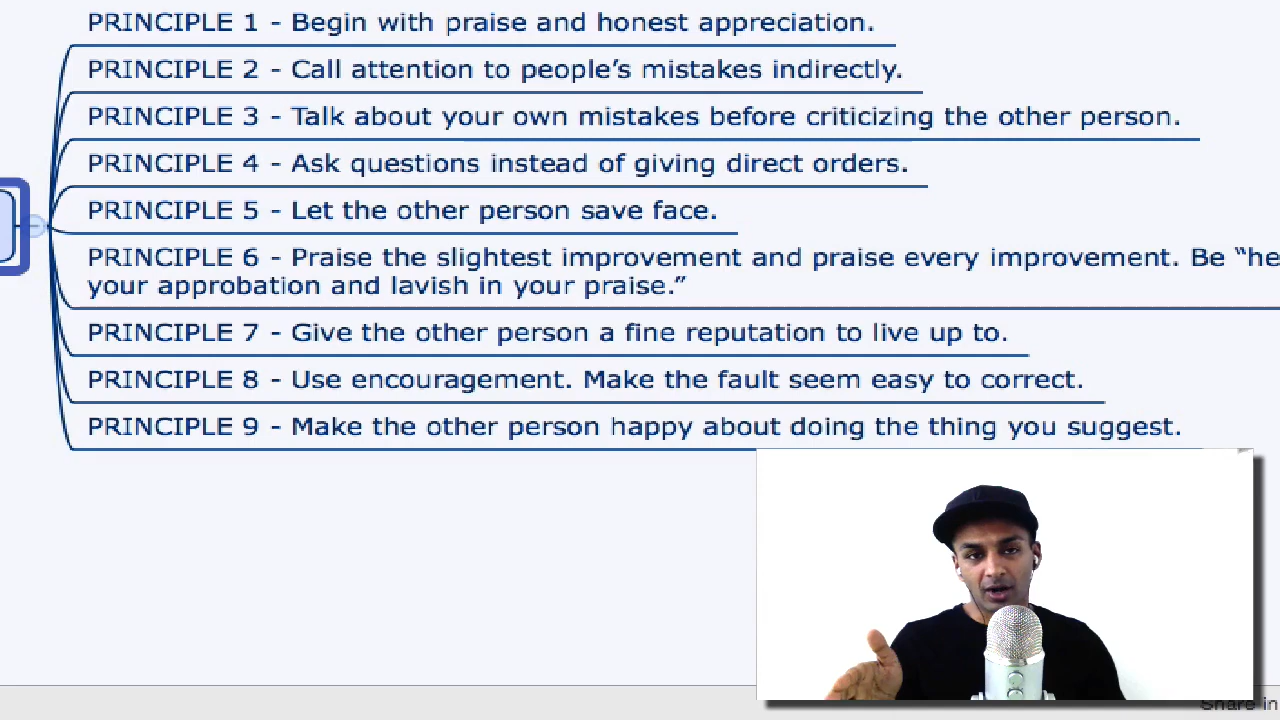 PRINCIPLE 1 - Begin with praise and honest appreciation.
PRINCIPLE 2 - Call attention to people’s mistakes indirectly.
PRINCIPLE 3 - Talk about your own mistakes before criticizing the other person.
PRINCIPLE 4 - Ask questions instead of giving direct orders.
PRINCIPLE 5 - Let the other person save face.
PRINCIPLE 6 - Praise the slightest improvement and praise every improvement. Be “he
your approbation and lavish in your praise.”
PRINCIPLE 7 - Give the other person a fine reputation to live up to.
PRINCIPLE 8 - Use encouragement. Make the fault seem easy to correct.
PRINCIPLE 9 - Make the other person happy about doing the thing you suggest.
Share in